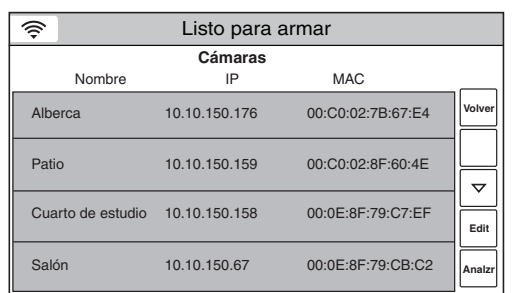 Listo para armar
Cámaras
Nombre IP MAC
Alberca 10.10.150.176 00:C0:02:7B:67:E4
Patio 10.10.150.159 00:C0:02:8F:60:4E
Cuarto de estudio 10.10.150.158 00:0E:8F:79:C7:EF
Salón 10.10.150.67 00:0E:8F:79:CB:C2
Volver
Edit
Analzr